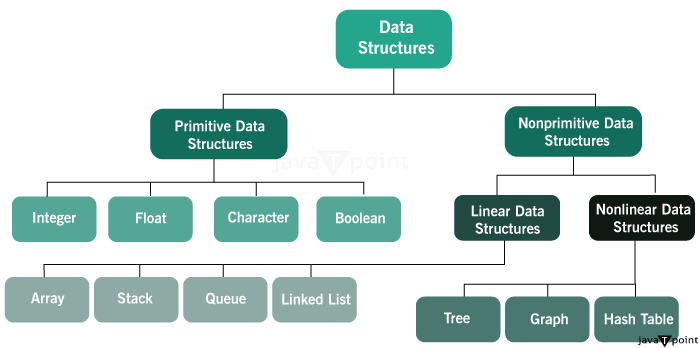 Data
Structures
Primitive Data
Structures
Nonprimitive Data
Structures
javaTpoint
Integer
Float
Character
Boolean
Linear Data
Structures
Nonlinear Data
Structures
Array
Stack
Queue
Linked List
Tree
Graph
Hash Table
javaTpoint